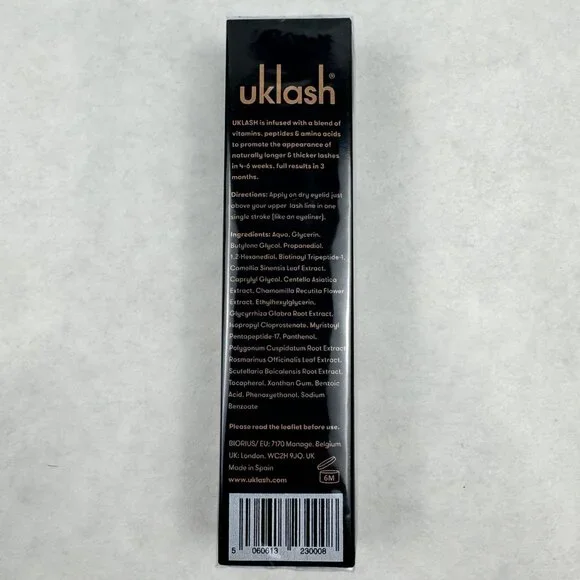 uklash®
UKLASH is infused with a blend of
vitamins, peptides & amino acids
to promote the appearance of
naturally longer & thicker lashes
in 4-6 weeks, full results in 3
months.
Directions: Apply on dry eyelid just
above your upper lash line in one
single stroke (like an eyeliner).
Ingredients: Aqua, Glycerin,
Butylene Glycol, Propanediol,
1,2-Hexanediol, Biotinoyl Tripeptide-1,
Camellia Sinensis Leaf Extract,
Caprylyl Glycol, Centella Asiatica
Extract, Chamomilla Recutita Flower
Extract, Ethylhexylglycerin,
Glycyrrhiza Glabra Root Extract,
Isopropyl Cloprostenate, Myristoyl
Pentapeptide-17, Panthenol,
Polygonum Cuspidatum Root Extract
Rosmarinus Officinalis Leaf Extract,
Scutellaria Baicalensis Root Extract,
Tocopherol, Xanthan Gum, Benzoic
Acid, Phenoxyethanol, Sodium
Benzoate
Please read the leaflet before use.
BIORIUS/ EU: 7170 Manage. Belgium
UK: London. WC2H 9JQ. UK
Made in Spain
www.uklash.com
6M
5 060613 230008